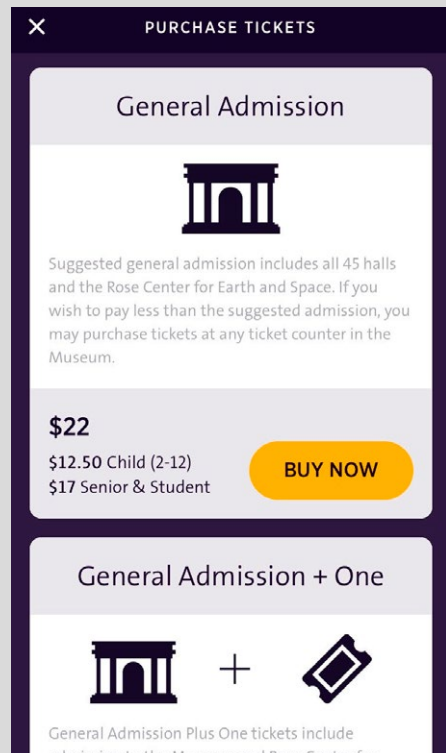 PURCHASE TICKETS
General Admission
Suggested general admission includes all 45 halls
and the Rose Center for Earth and Space. If you
wish to pay less than the suggested admission, you
may purchase tickets at any ticket counter in the
Museum.
$22
$12.50 Child (2-12)
$17 Senior & Student
BUY NOW
General Admission + One
General Admission Plus One tickets include